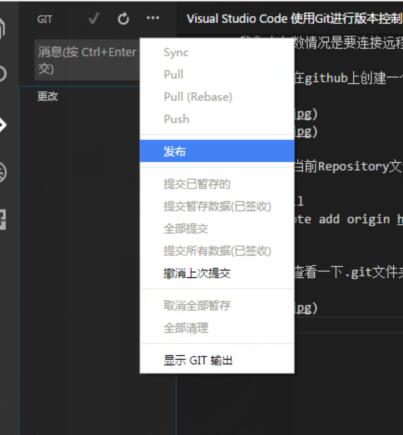 GIT
Visual Studio Code 使用Git进行版本控制
消息(按 Ctrl+Enter
交)
更改
Sync
Pull
Pull (Rebase)
Push
发布
提交已暂存的
提交暂存数据(已签收)
全部提交
提交所有数据(已签收)
撤消上次提交
取消全部暂存
全部清理
显示 GIT 输出
数情况是要连接远程
在github上创建一个
jpg)
jpg)
当前Repository文
ll
ote add origin h
查看一下.git文件夹
jpg)